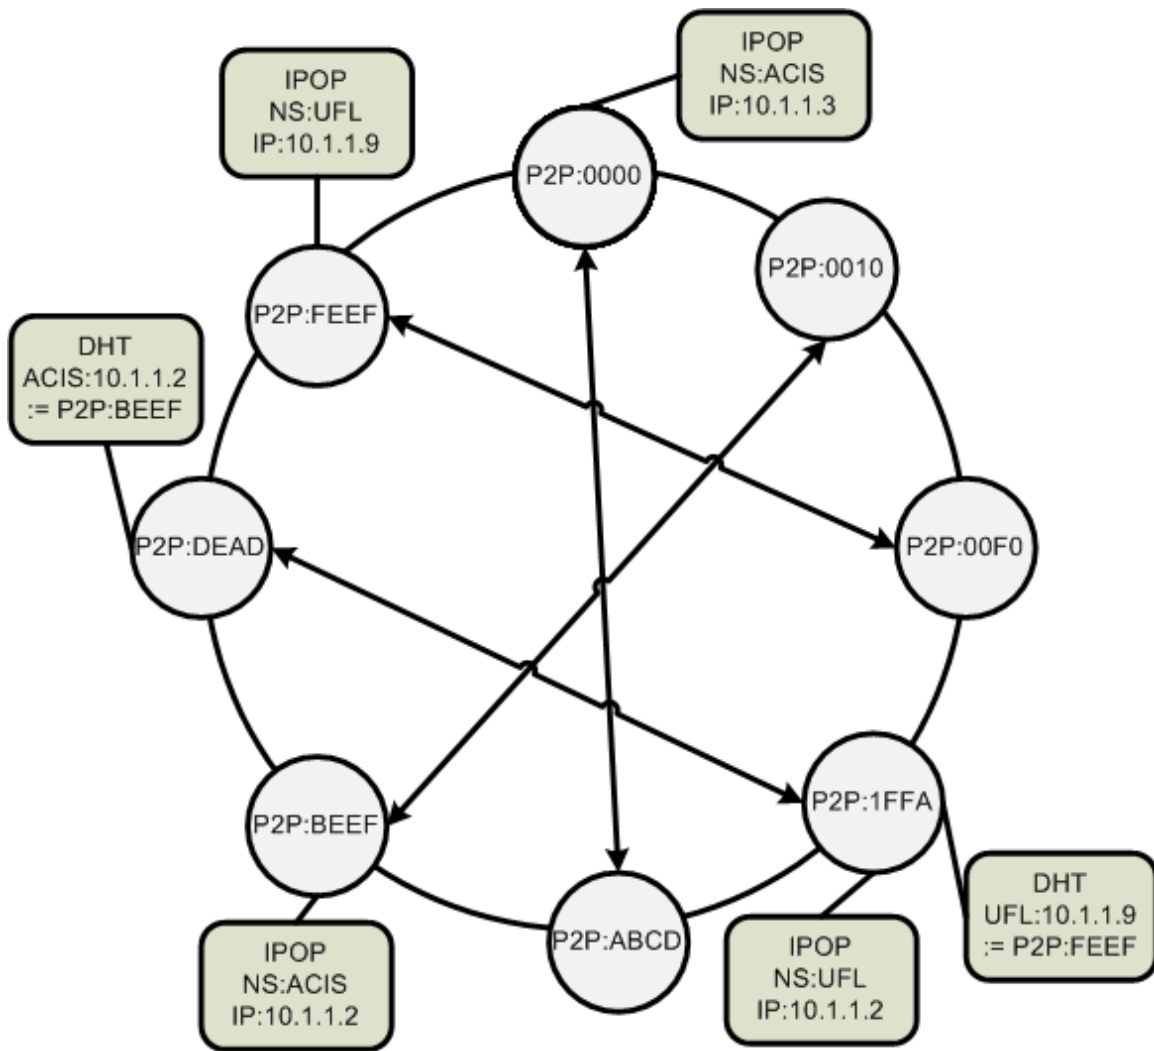 IPOP
NS:ACIS
IP:10.1.1.3
IPOP
NS:UFL
IP:10.1.1.9
P2P:0000
P2P:0010
P2P:FEEF
DHT
ACIS:10.1.1.2
:= P2P:BEEF
P2P:DEAD
P2P:00F0
P2P:BEEF
P2P:1FFA
P2P:ABCD
DHT
UFL:10.1.1.9
:= P2P:FEEF
IPOP
NS:ACIS
IP:10.1.1.2
IPOP
NS:UFL
IP:10.1.1.2